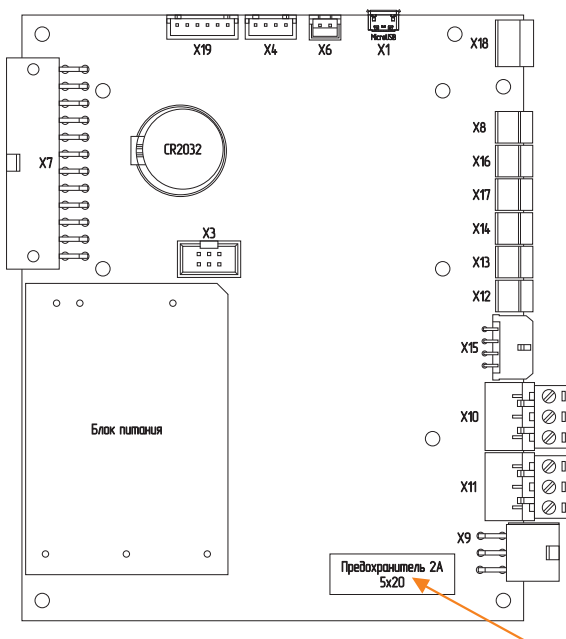 X19
X4
X6
X1
MicroUSB
X18
X7
CR2032
X8
X16
X17
X14
X13
X12
X3
X15
X10
X11
X9
Блок питания
Предохранитель 2А
5x20